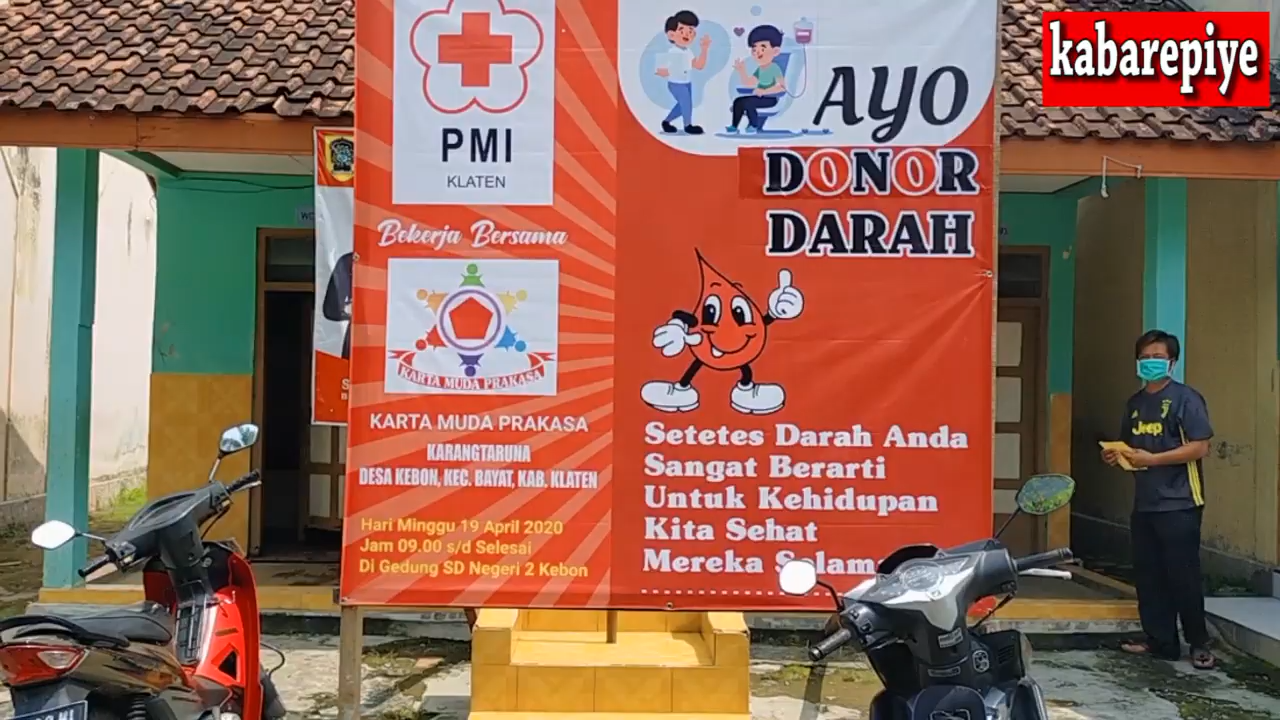 kabarepiye
PMI
KLATEN
Bekerja Bersama
KARTA MUDA PRAKASA
KARTA MUDA PRAKASA
KARANGTARUNA
DESA KEBON, KEC. BAYAT, KAB. KLATEN
Hari Minggu 19 April 2020
Jam 09.00 s/d Selesai
Di Gedung SD Negeri 2 Kebon
AYO
DONOR
DARAH
Setetes Darah Anda
Sangat Berarti
Untuk Kehidupan
Kita Sehat
Mereka
Jeep